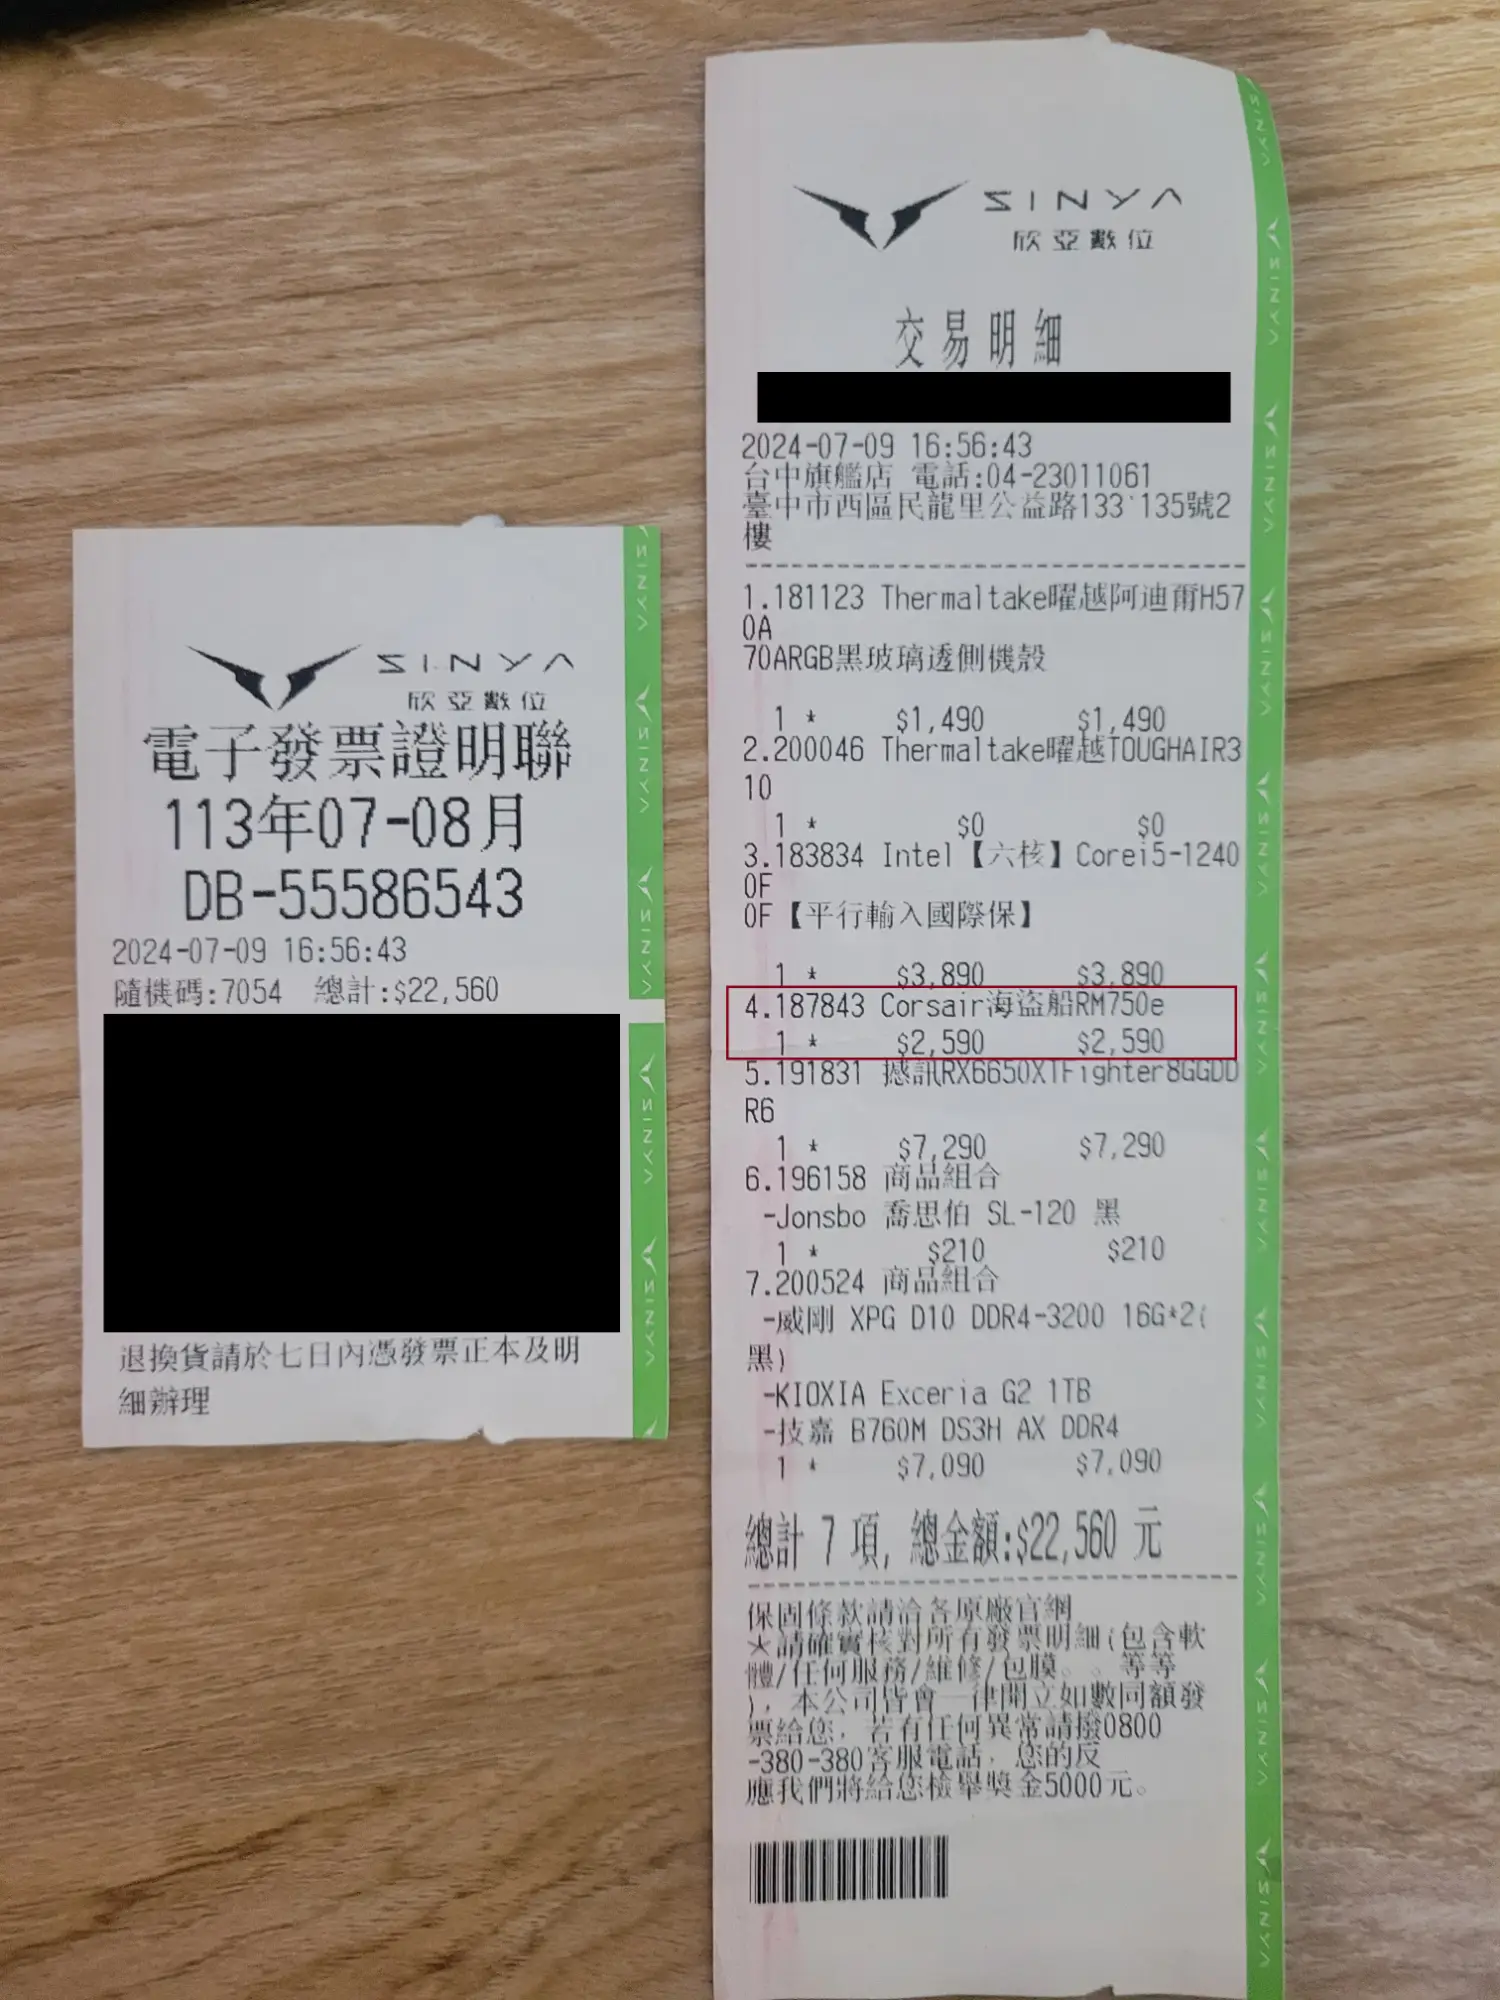 SINYA
欣亞數位
電子發票證明聯
113年07-08月
DB-55586543
2024-07-09 16:56:43
隨機碼:7054 總計:$22,560
退換貨請於七日內憑發票正本及明
細辦理
SINYA
欣亞數位
交易明細
2024-07-09 16:56:43
台中旗艦店 電話:04-23011061
臺中市西區民龍里公益路133、135號2
樓
1.181123 Thermaltake曜越阿迪爾H57
0A
70ARGB黑玻璃透側機殼
1 * $1,490 $1,490
2.200046 Thermaltake曜越TOUGHAIR3
10
1 * $0 $0
3.183834 Intel【六核】Corei5-1240
0F
0F【平行輸入國際保】
1 * $3,890 $3,890
4.187843 Corsair海盜船RM750e
1 * $2,590 $2,590
5.191831 撼訊RX6650XTFighter8GGDD
R6
1 * $7,290 $7,290
6.196158 商品組合
-Jonsbo 喬思伯 SL-120 黑
1 * $210 $210
7.200524 商品組合
-威剛 XPG D10 DDR4-3200 16G*2(
黑)
-KIOXIA Exceria G2 1TB
-技嘉 B760M DS3H AX DDR4
1 * $7,090 $7,090
總計 7 項, 總金額:$22,560 元
保固條款請洽各原廠官網
★請確實核對所有發票明細(包含軟
體/任何服務/維修/包膜。。等等
), 本公司皆會一律開立如數同額發
票給您, 若有任何異常請撥0800
-380-380客服電話, 您的反
應我們將給您檢舉獎金5000元。